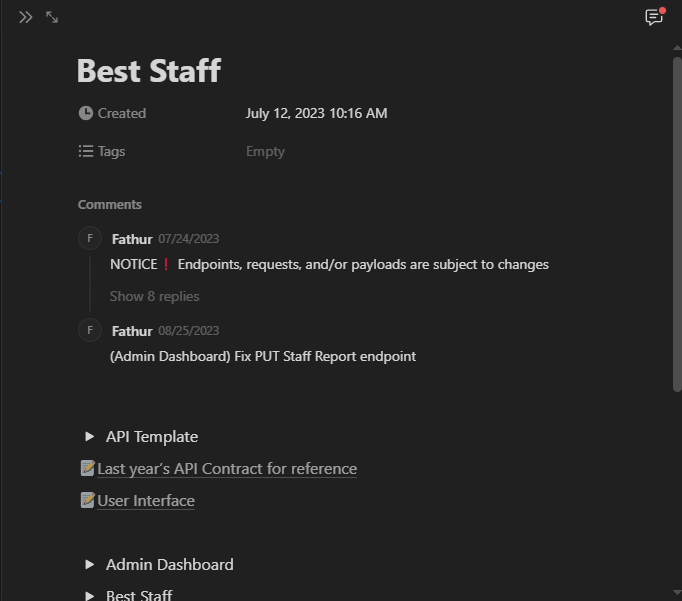 Best Staff
Created July 12, 2023 10:16 AM
Tags Empty
Comments
F Fathur 07/24/2023
NOTICE❗ Endpoints, requests, and/or payloads are subject to changes
Show 8 replies
F Fathur 08/25/2023
(Admin Dashboard) Fix PUT Staff Report endpoint
API Template
Last year’s API Contract for reference
User Interface
Admin Dashboard
Best Staff